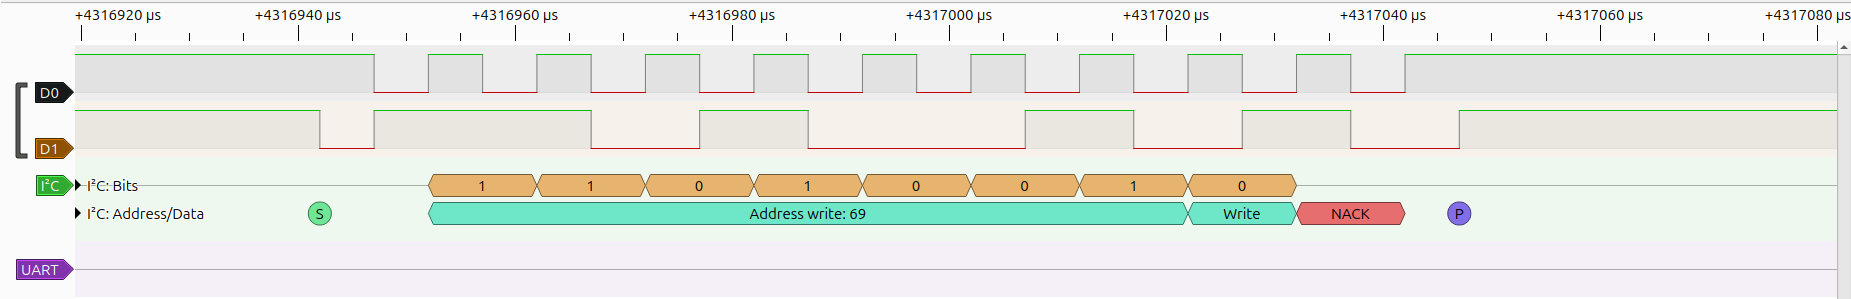 +4316920 µs +4316940 µs +4316960 µs +4316980 µs +4317000 µs +4317020 µs +4317040 µs +4317060 µs +4317080 µs
D0
D1
I²C I²C: Bits 1 1 0 1 0 0 1 0
I²C: Address/Data S Address write: 69 Write NACK P
UART